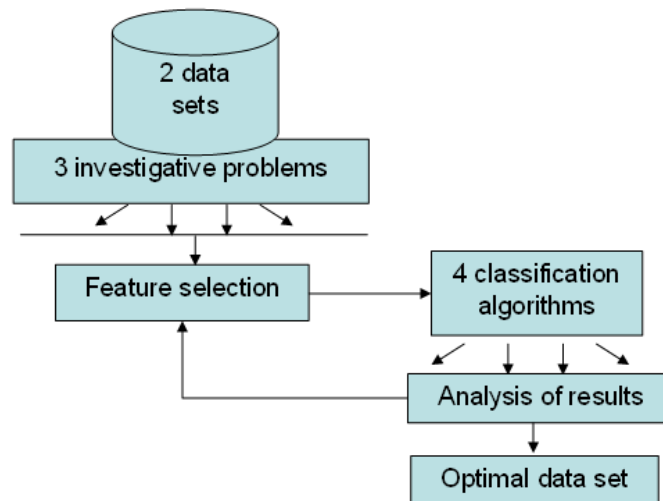 2 data
sets
3 investigative problems
Feature selection
4 classification
algorithms
Analysis of results
Optimal data set